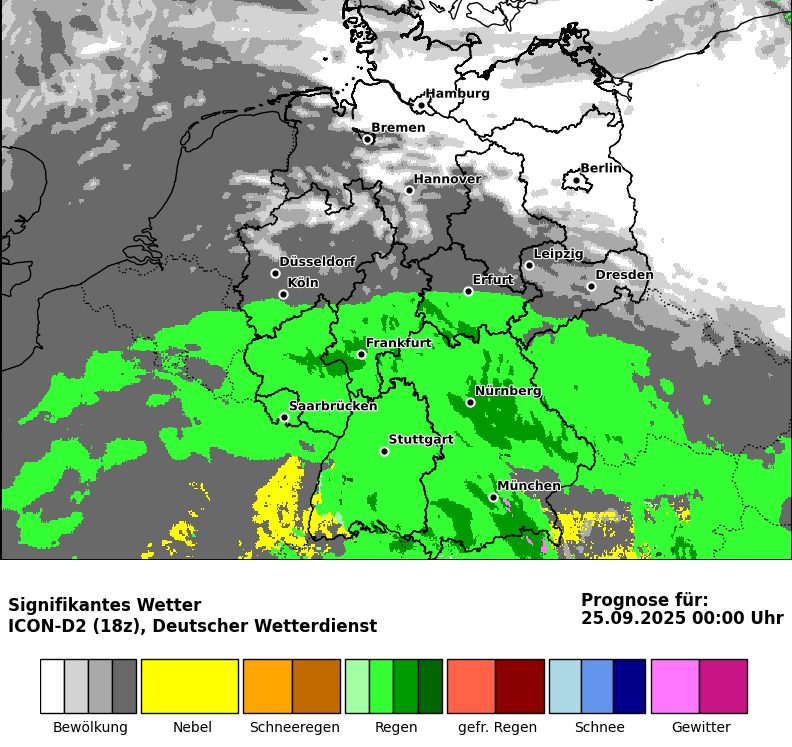 Hamburg
Bremen
Berlin
Hannover
Leipzig
Düsseldorf
Dresden
Köln
Erfurt
Frankfurt
Nürnberg
Saarbrücken
Stuttgart
München
Signifikantes Wetter
ICON-D2 (18z), Deutscher Wetterdienst
Prognose für:
25.09.2025 00:00 Uhr
Bewölkung Nebel Schneeregen Regen gefr. Regen Schnee Gewitter